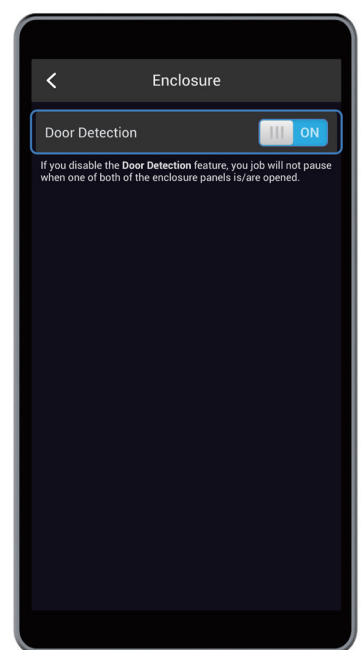 Enclosure
Door Detection ON
If you disable the Door Detection feature, you job will not pause
when one of both of the enclosure panels is/are opened.